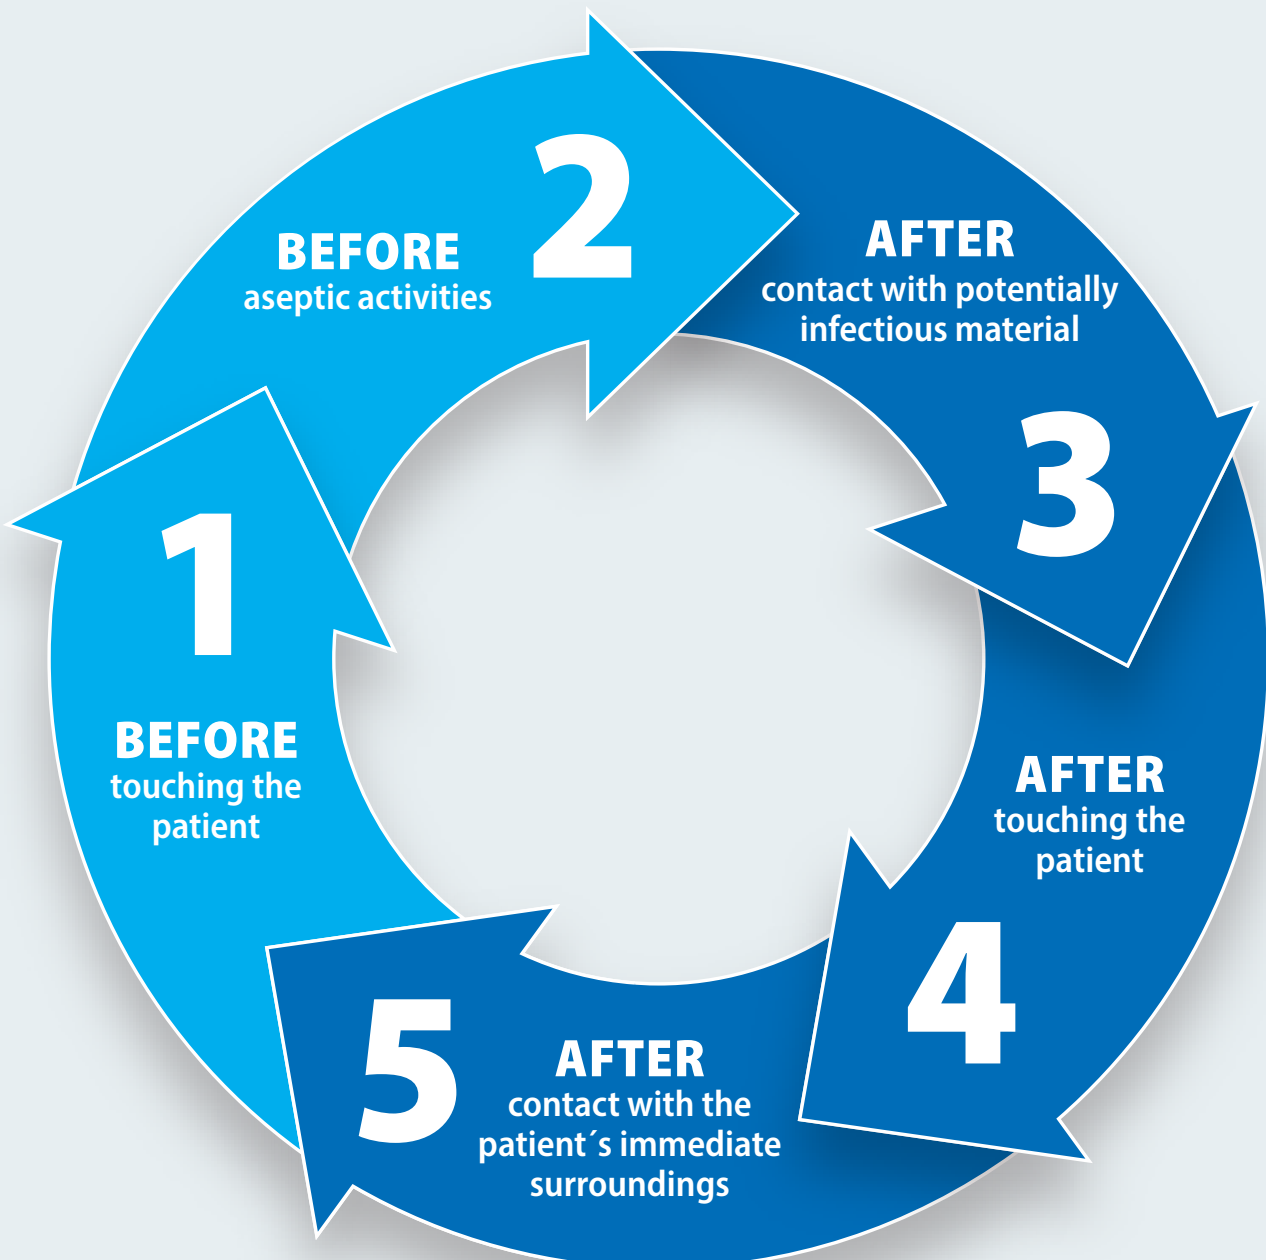 1
BEFORE
touching the
patient
2
BEFORE
aseptic activities
AFTER
contact with potentially
infectious material
3
AFTER
touching the
patient
4
5
AFTER
contact with the
patient´s immediate
surroundings